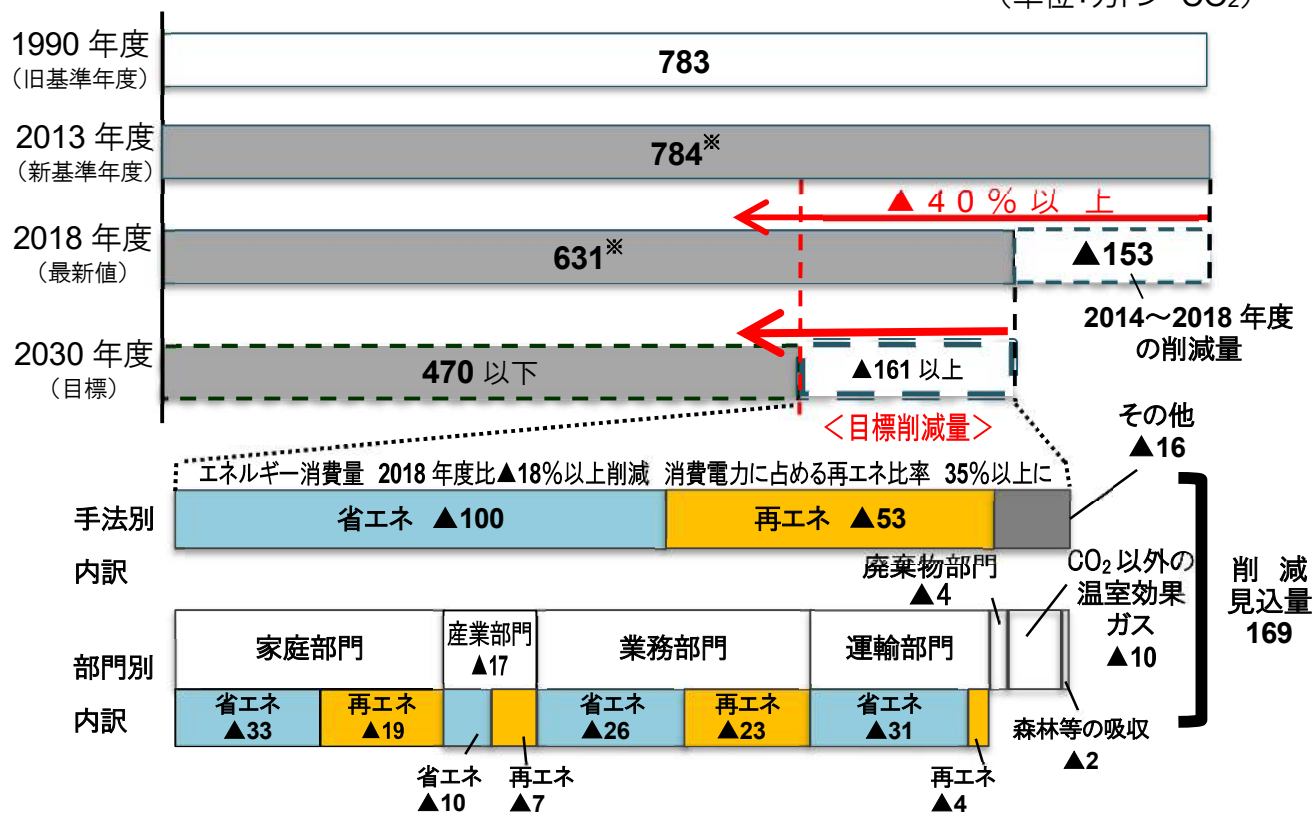 1990 年度
（旧基準年度）
783
2013 年度
（新基準年度）
784※
▲40％以 上
2018 年度
（最新値）
631※
▲153
2014～2018 年度
の削減量
2030 年度
（目標）
470 以下
▲161 以上
＜目標削減量＞
その他
▲16
エネルギー消費量 2018 年度比▲18%以上削減 消費電力に占める再エネ比率 35%以上に
手法別
内訳
省エネ ▲100
再エネ ▲53
廃棄物部門
▲4
CO₂ 以外の
温室効果
ガス
▲10
削 減
見込量
169
部門別
内訳
家庭部門
産業部門
▲17
業務部門
運輸部門
省エネ
▲33
再エネ
▲19
省エネ
▲26
再エネ
▲23
省エネ
▲31
森林等の吸収
▲2
省エネ
▲10
再エネ
▲7
再エネ
▲4